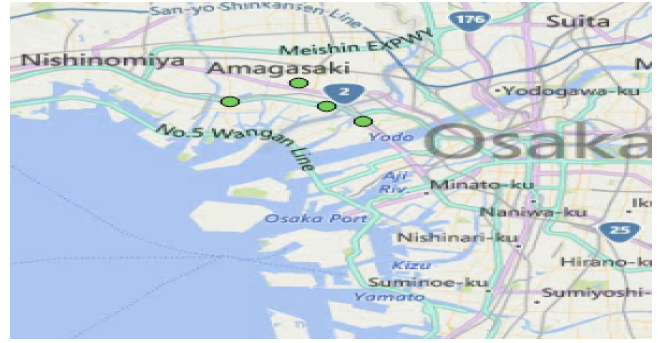 San-yo Shinkansen Line
176
Suita
Meishin ExpWy
Nishinomiya
Amagasaki
M
2
Yodogawa-ku
No.5 Wangan Line
Yodo
Osaka
Aji
Riv.
Minato-ku
Naniwa-ku
Iku
Osaka Port
Nishinari-ku
25
Kizu
Hirano-ku
Suminoe-ku
Yamato
Sumiyoshi-